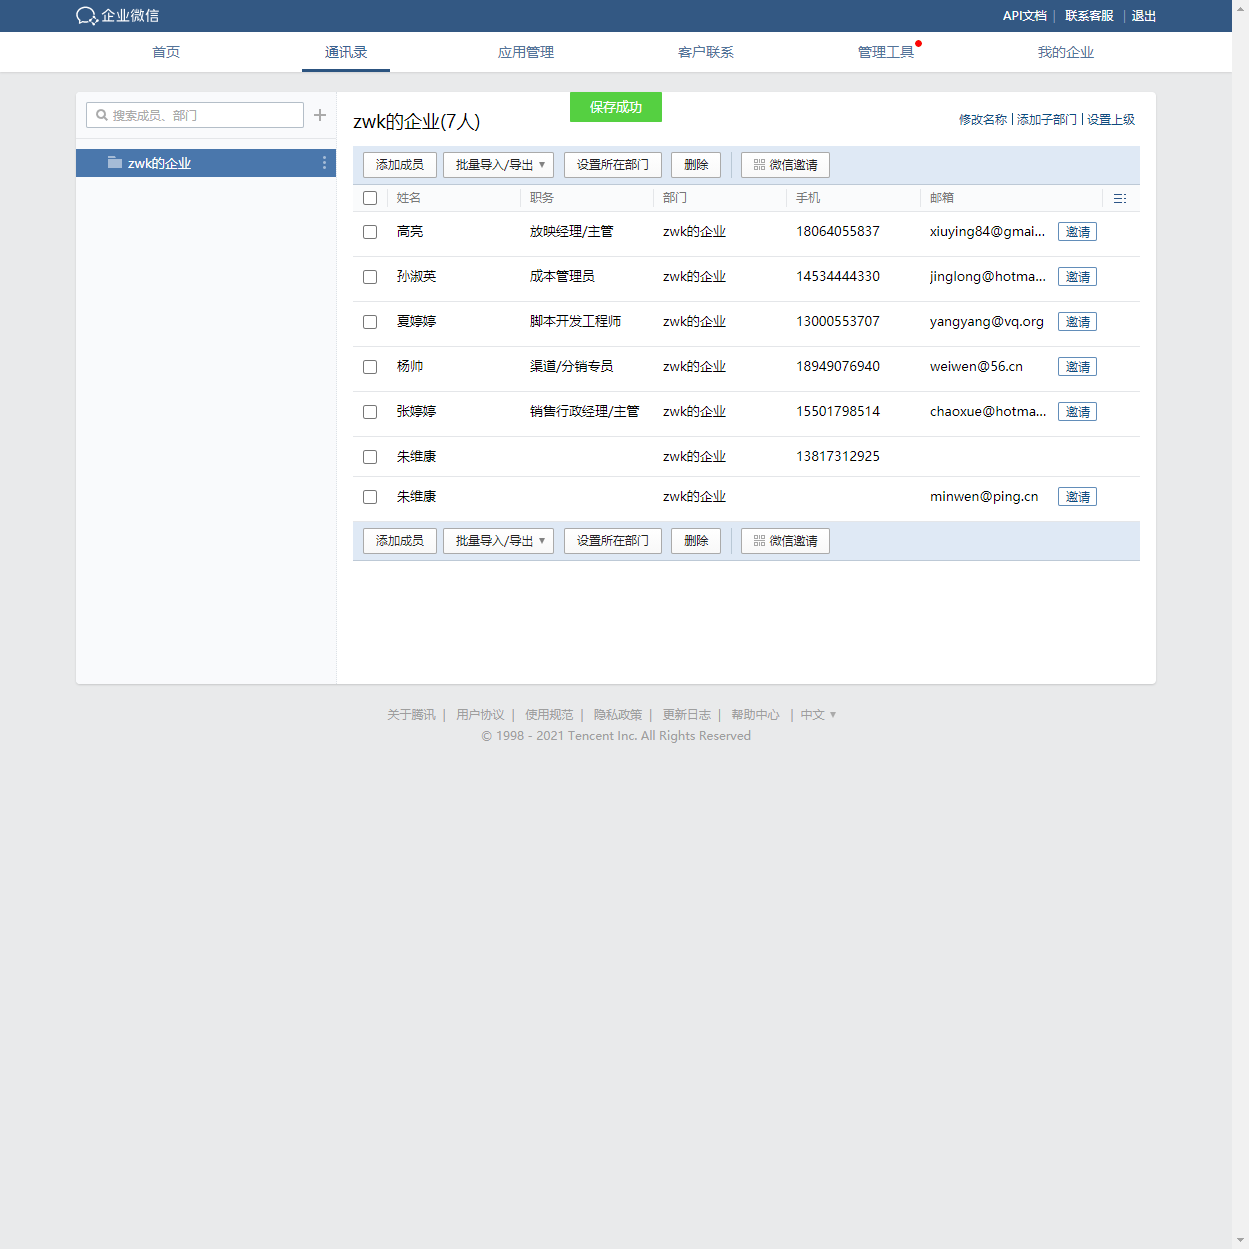 企业微信 API文档 | 联系客服 | 退出
首页 通讯录 应用管理 客户联系 管理工具 我的企业
搜索成员、部门
zwk的企业
保存成功
zwk的企业(7人) 修改名称 | 添加子部门 | 设置上级
添加成员 批量导入/导出 ▼ 设置所在部门 删除 微信邀请
姓名 职务 部门 手机 邮箱
高亮 放映经理/主管 zwk的企业 18064055837 xiuying84@gmai... 邀请
孙淑英 成本管理员 zwk的企业 14534444330 jinglong@hotma... 邀请
夏婷婷 脚本开发工程师 zwk的企业 13000553707 yangyang@vq.org 邀请
杨帅 渠道/分销专员 zwk的企业 18949076940 weiwen@56.cn 邀请
张婷婷 销售行政经理/主管 zwk的企业 15501798514 chaoxue@hotma... 邀请
朱维康 zwk的企业 13817312925
朱维康 zwk的企业 minwen@ping.cn 邀请
添加成员 批量导入/导出 ▼ 设置所在部门 删除 微信邀请
关于腾讯 | 用户协议 | 使用规范 | 隐私政策 | 更新日志 | 帮助中心 | 中文 ▼
© 1998 - 2021 Tencent Inc. All Rights Reserved